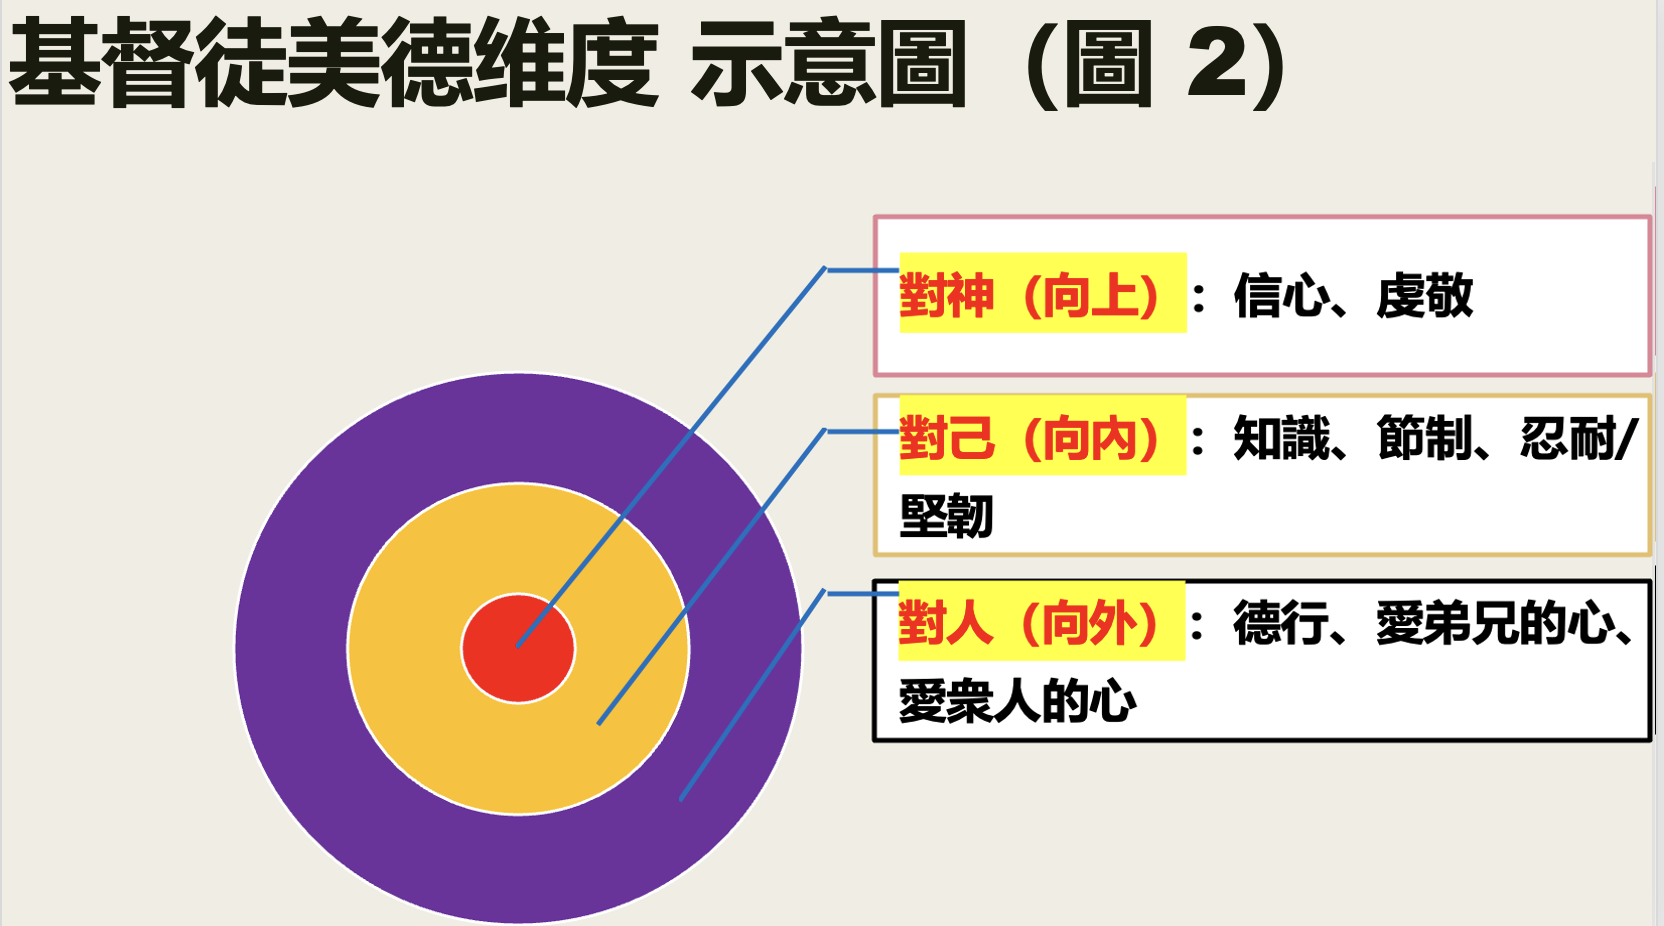 基督徒美德维度 示意圖（圖 2）
對神（向上）：信心、虔敬
對己（向內）：知識、節制、忍耐/
堅韌
對人（向外）：德行、愛弟兄的心、
愛衆人的心